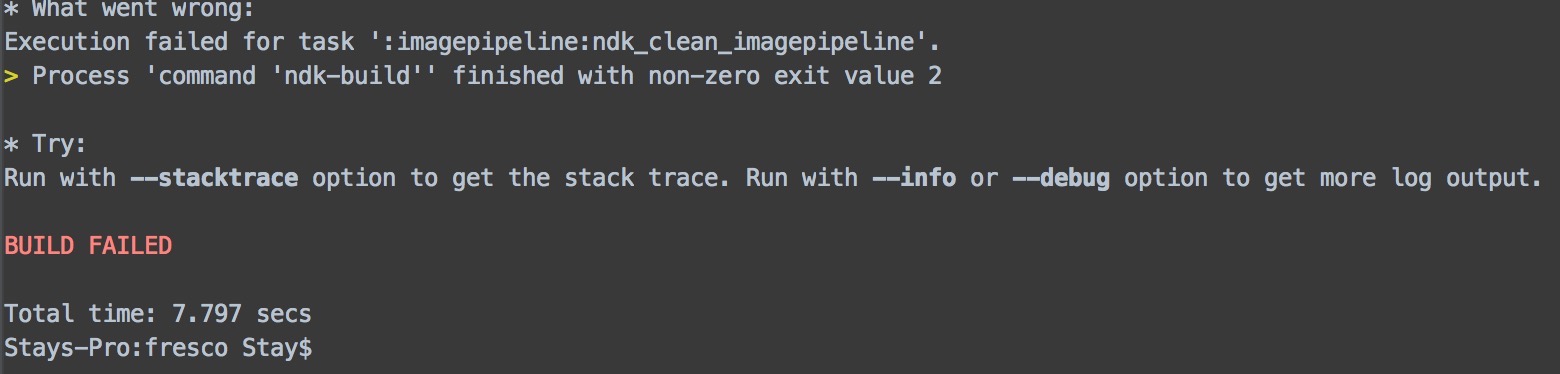 * What went wrong:
Execution failed for task ':imagepipeline:ndk_clean_imagepipeline'.
> Process 'command 'ndk-build'' finished with non-zero exit value 2
* Try:
Run with --stacktrace option to get the stack trace. Run with --info or --debug option to get more log output.
BUILD FAILED
Total time: 7.797 secs
Stays-Pro:fresco Stay$